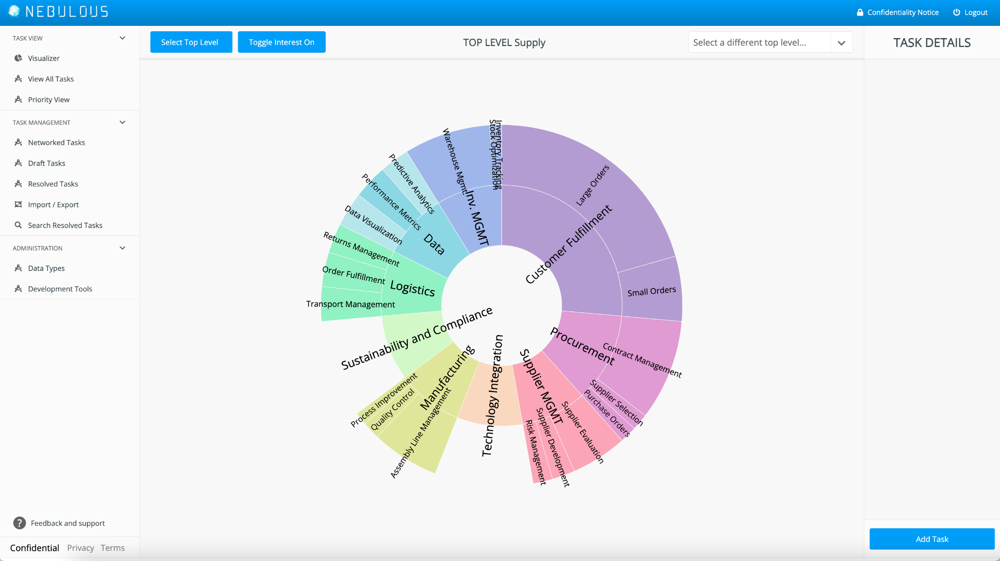 NEBULOUS
Confidentiality Notice
Logout
TASK VIEW
Visualizer
View All Tasks
Priority View
TASK MANAGEMENT
Networked Tasks
Draft Tasks
Resolved Tasks
Import / Export
Search Resolved Tasks
ADMINISTRATION
Data Types
Development Tools
Feedback and support
Confidential Privacy Terms
Select Top Level
Toggle Interest On
TOP LEVEL Supply
Select a different top level...
Customer Fulfillment
Large Orders
Small Orders
Procurement
Contract Management
Supplier Selection
Purchase Orders
Supplier MGMT
Supplier Evaluation
Supplier Development
Risk Management
Technology Integration
Manufacturing
Assembly Line Management
Quality Control
Process Improvement
Sustainability and Compliance
Logistics
Transport Management
Order Fulfillment
Returns Management
Data
Data Visualization
Performance Metrics
Predictive Analytics
Inv. MGMT
Warehouse Mgmt.
Stock Optimization
Inventory Tracking
TASK DETAILS
Add Task